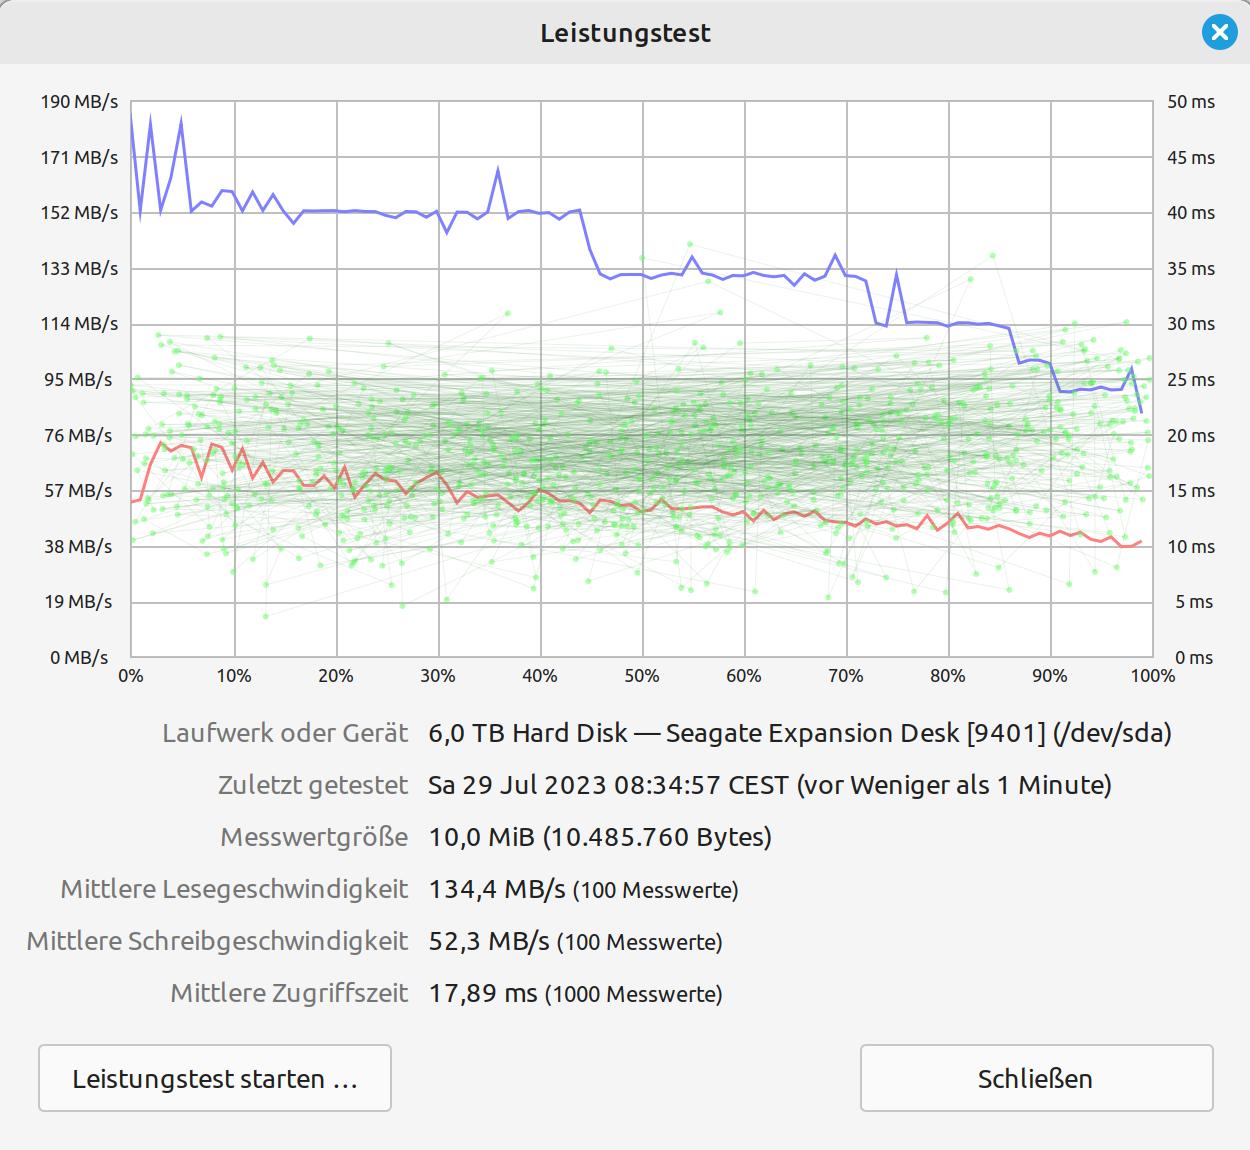 Leistungstest
190 MB/s 50 ms
171 MB/s 45 ms
152 MB/s 40 ms
133 MB/s 35 ms
114 MB/s 30 ms
95 MB/s 25 ms
76 MB/s 20 ms
57 MB/s 15 ms
38 MB/s 10 ms
19 MB/s 5 ms
0 MB/s 0 ms
0% 10% 20% 30% 40% 50% 60% 70% 80% 90% 100%
Laufwerk oder Gerät 6,0 TB Hard Disk — Seagate Expansion Desk [9401] (/dev/sda)
Zuletzt getestet Sa 29 Jul 2023 08:34:57 CEST (vor Weniger als 1 Minute)
Messwertgröße 10,0 MiB (10.485.760 Bytes)
Mittlere Lesegeschwindigkeit 134,4 MB/s (100 Messwerte)
Mittlere Schreibgeschwindigkeit 52,3 MB/s (100 Messwerte)
Mittlere Zugriffszeit 17,89 ms (1000 Messwerte)
Leistungstest starten … Schließen